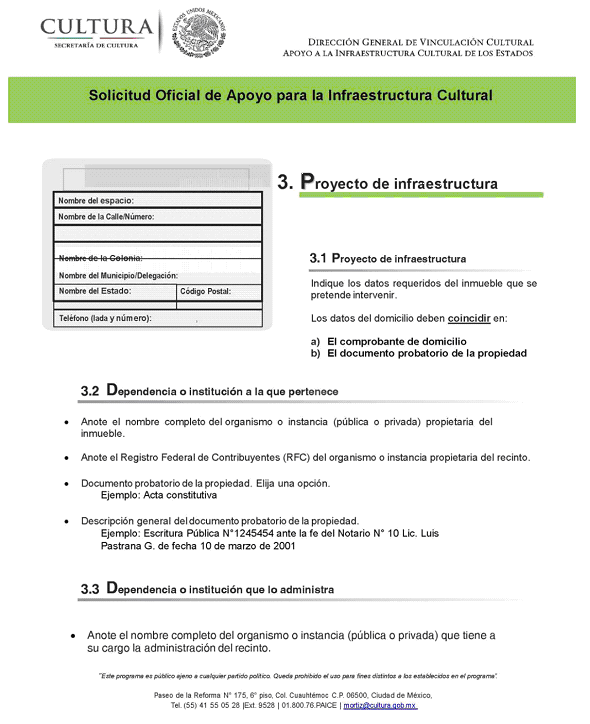 CULTURA
SECRETARÍA DE CULTURA
ESTADOS UNIDOS MEXICANOS
DIRECCIÓN GENERAL DE VINCULACIÓN CULTURAL
APOYO A LA INFRAESTRUCTURA CULTURAL DE LOS ESTADOS
Solicitud Oficial de Apoyo para la Infraestructura Cultural
Nombre del espacio:
Nombre de la Calle/Número:
Nombre de la Colonia:
Nombre del Municipio/Delegación:
Nombre del Estado: Código Postal:
Teléfono (lada y número): ,
3. Proyecto de infraestructura
3.1 Proyecto de infraestructura
Indique los datos requeridos del inmueble que se
pretende intervenir.
Los datos del domicilio deben coincidir en:
a) El comprobante de domicilio
b) El documento probatorio de la propiedad
3.2 Dependencia o institución a la que pertenece
• Anote el nombre completo del organismo o instancia (pública o privada) propietaria del
inmueble.
• Anote el Registro Federal de Contribuyentes (RFC) del organismo o instancia propietaria del recinto.
• Documento probatorio de la propiedad. Elija una opción.
Ejemplo: Acta constitutiva
• Descripción general del documento probatorio de la propiedad.
Ejemplo: Escritura Pública N°1245454 ante la fe del Notario N° 10 Lic. Luis
Pastrana G. de fecha 10 de marzo de 2001
3.3 Dependencia o institución que lo administra
• Anote el nombre completo del organismo o instancia (pública o privada) que tiene a
su cargo la administración del recinto.
"Este programa es público ajeno a cualquier partido político. Queda prohibido el uso para fines distintos a los establecidos en el programa".
Paseo de la Reforma N° 175, 6° piso, Col. Cuauhtémoc C.P. 06500, Ciudad de México,
Tel. (55) 41 55 05 28 |Ext. 9528 | 01.800.76.PAICE | mortiz@cultura.gob.mx